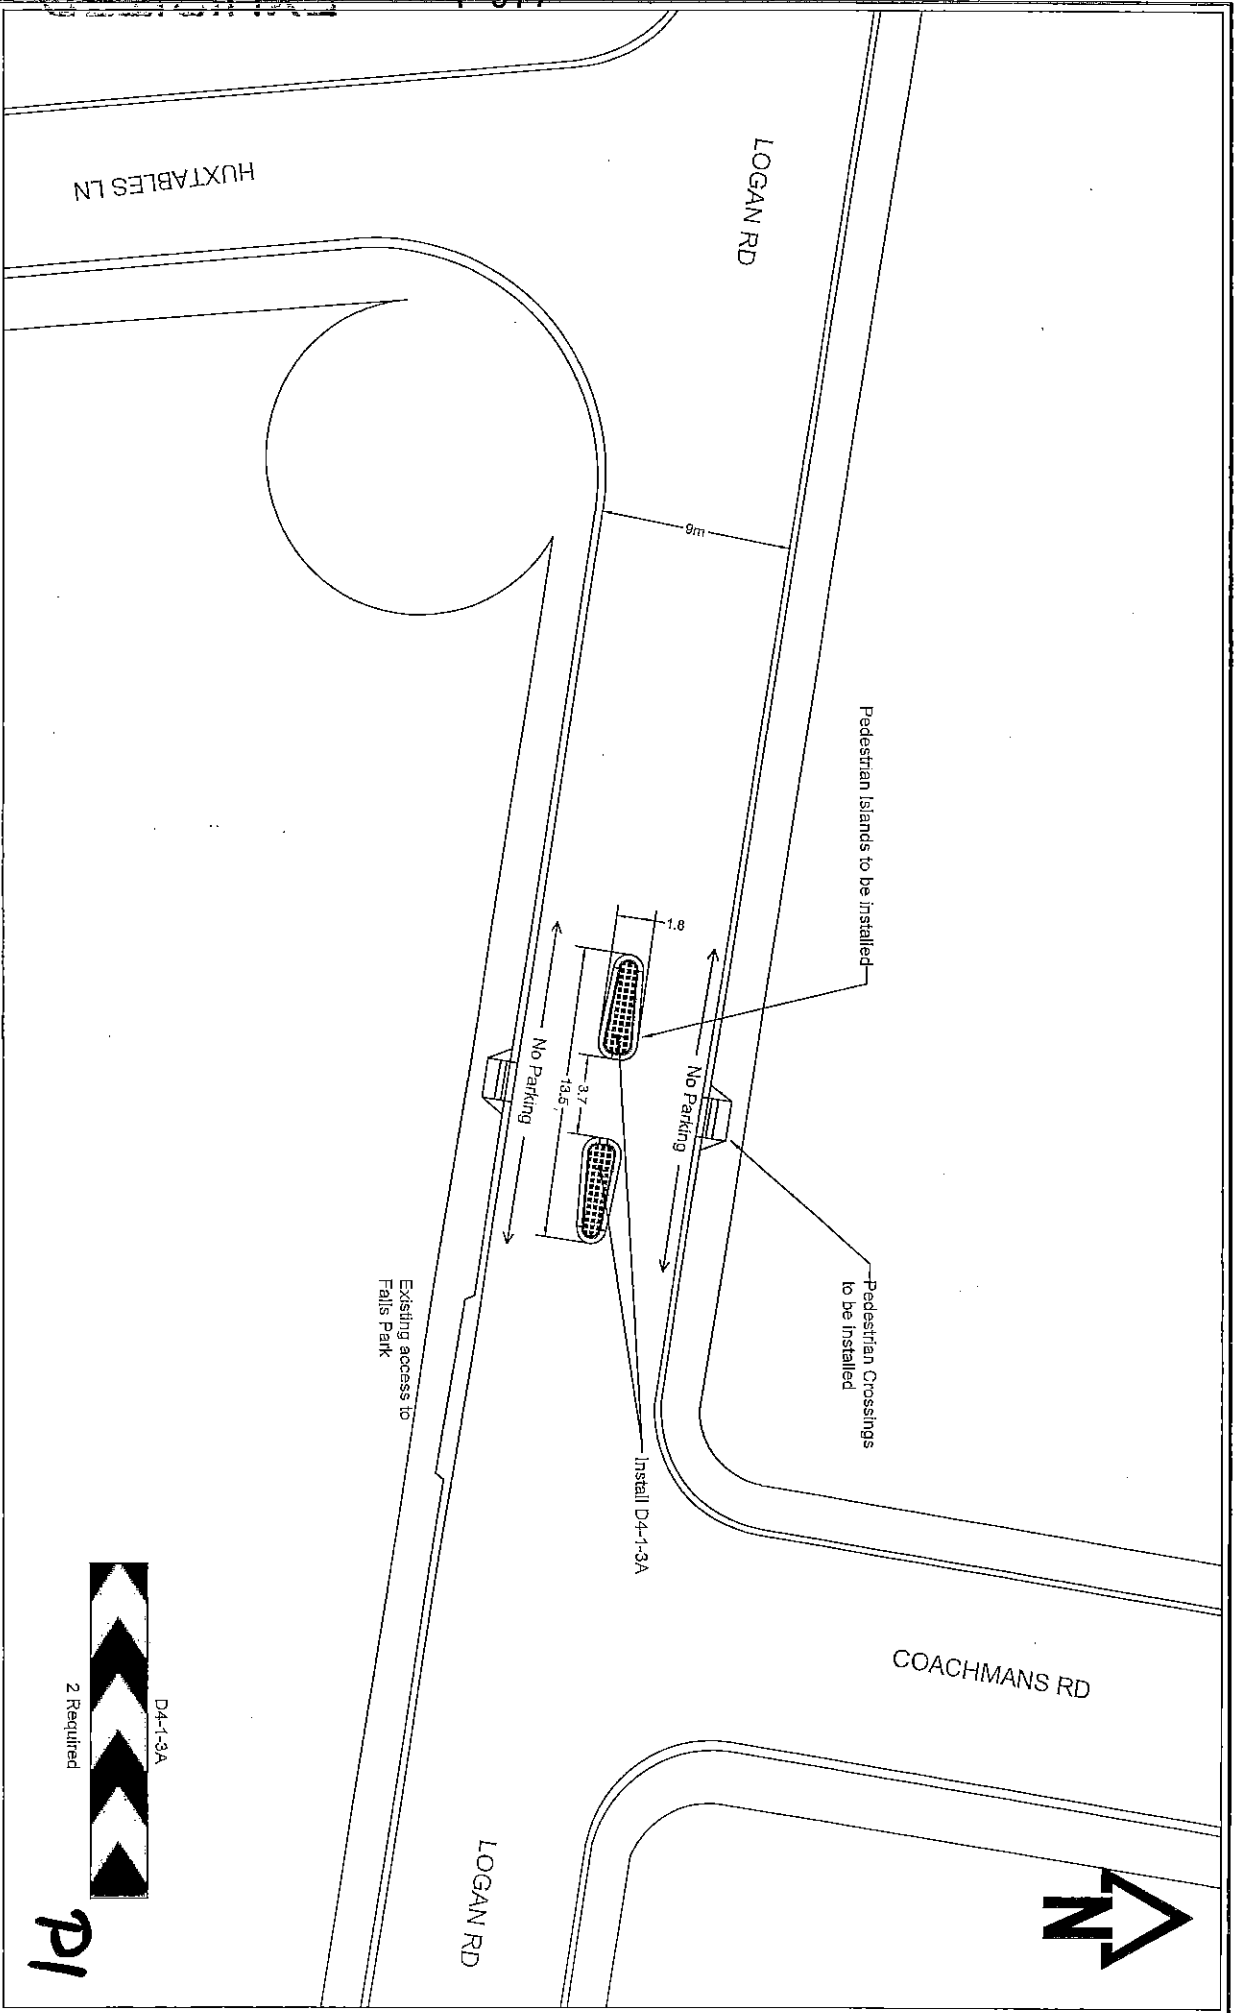 HUXTABLES LN
LOGAN RD
9m
Pedestrian Islands to be installed
1.8
No Parking
No Parking
3.7
13.5
Pedestrian Crossings
to be installed
Existing access to
Falls Park
Install D4-1-3A
COACHMANS RD
LOGAN RD
D4-1-3A
2 Required
N
P1